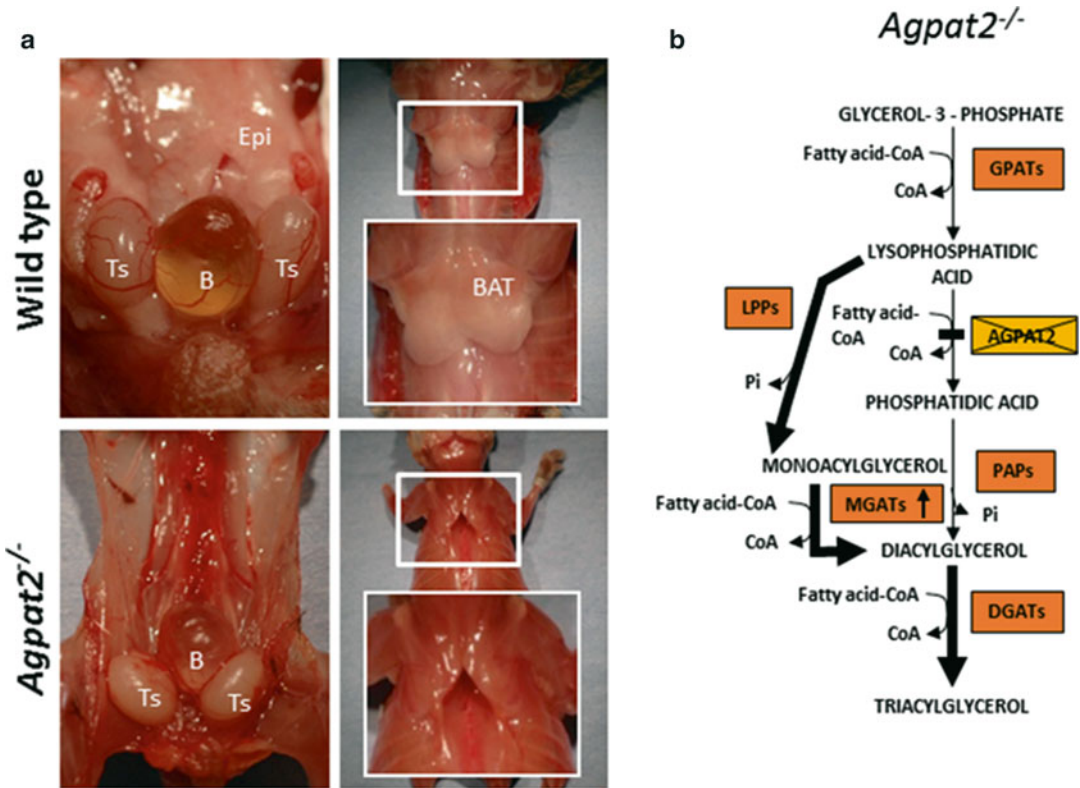 a
Wild type
Epi
Ts
B
Ts
BAT
Agpat2-/-
B
Ts
Ts
b
Agpat2-/-
GLYCEROL- 3 - PHOSPHATE
Fatty acid-CoA
GPATs
CoA
LYSOPHOSPHATIDIC
ACID
LPPs
Fatty acid-
CoA
AGPAT2
CoA
Pi
PHOSPHATIDIC ACID
MONOACYLGLYCEROL
PAPs
Fatty acid-CoA
MGATs
Pi
CoA
DIACYLGLYCEROL
Fatty acid-CoA
DGATs
CoA
TRIACYLGLYCEROL